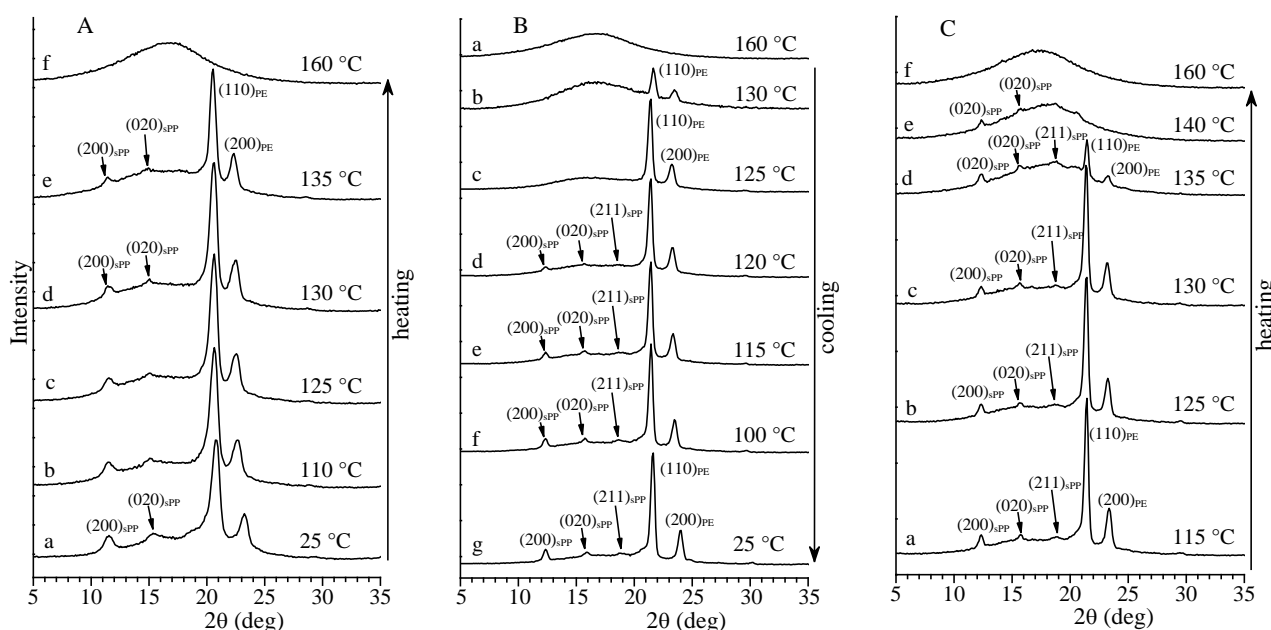 A
f
160 °C
(110)PE
(200)sPP
(020)sPP
(200)PE
e
135 °C
(200)sPP
(020)sPP
d
130 °C
c
125 °C
b
110 °C
(200)sPP
(020)sPP
a
25 °C
Intensity
heating
5 10 15 20 25 30 35
2θ (deg)
B
a
160 °C
(110)PE
b
130 °C
(110)PE
(200)PE
c
125 °C
(200)sPP
(020)sPP
(211)sPP
d
120 °C
(200)sPP
(020)sPP
(211)sPP
e
115 °C
(200)sPP
(020)sPP
(211)sPP
f
100 °C
(110)PE
(200)sPP
(020)sPP
(211)sPP
(200)PE
g
25 °C
cooling
5 10 15 20 25 30 35
2θ (deg)
C
f
160 °C
(020)sPP
(020)sPP
e
140 °C
(020)sPP
(020)sPP
(211)sPP
(110)PE
(200)PE
d
135 °C
(200)sPP
(020)sPP
(211)sPP
c
130 °C
(200)sPP
(020)sPP
(211)sPP
b
125 °C
(110)PE
(200)sPP
(020)sPP
(211)sPP
(200)PE
a
115 °C
heating
5 10 15 20 25 30 35
2θ (deg)